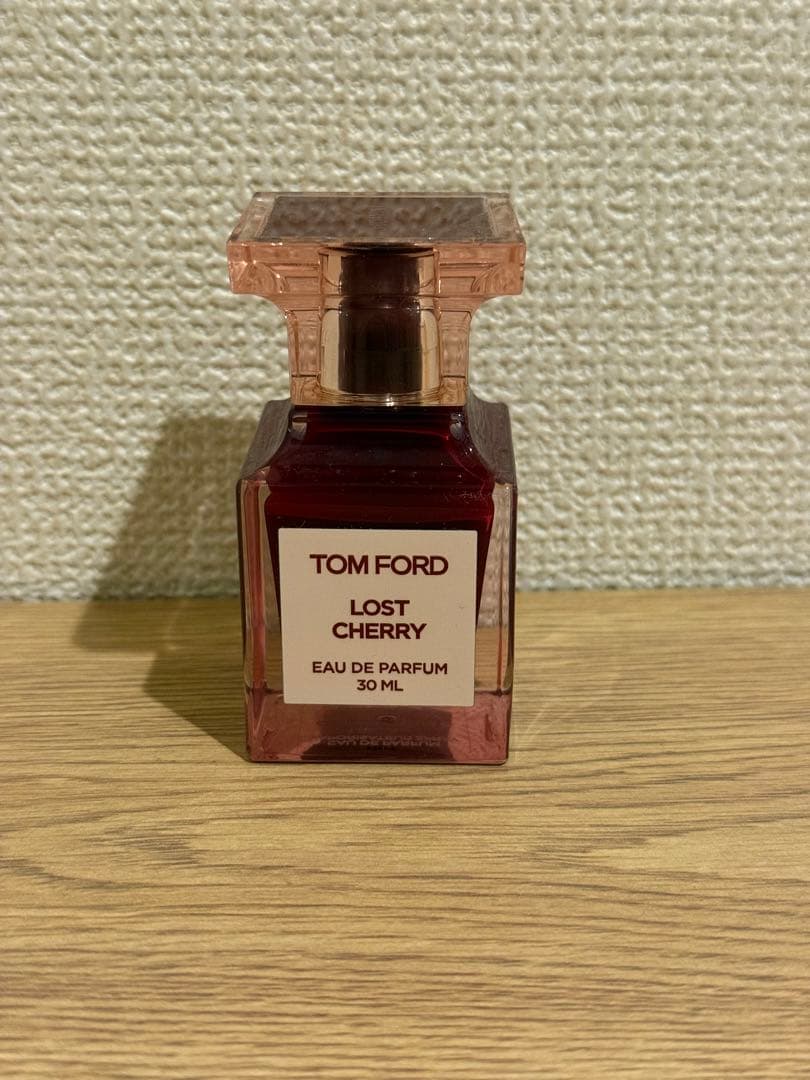 TOM FORD
LOST
CHERRY
EAU DE PARFUM
30 ML